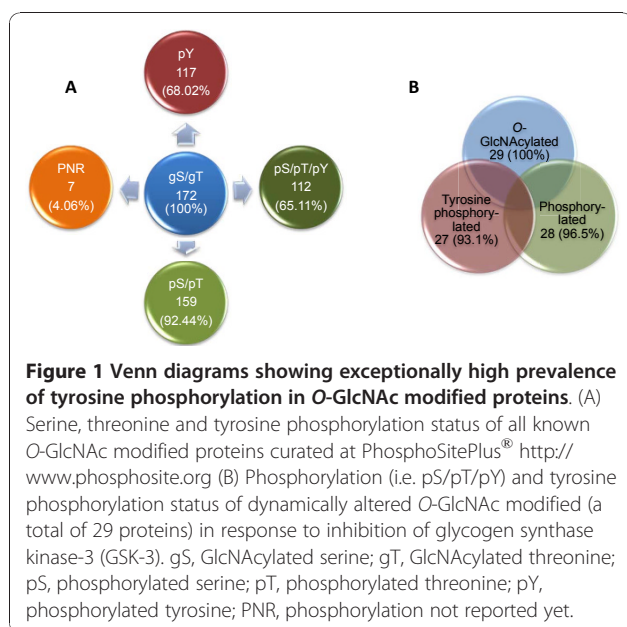 A
pY
117
(68.02%
PNR
7
(4.06%)
gS/gT
172
(100%)
pS/pT/pY
112
(65.11%)
pS/pT
159
(92.44%)
B
O-
GlcNAcylated
29 (100%)
Tyrosine
phosphory-
lated
27 (93.1%)
Phosphory-
lated
28 (96.5%)
Figure 1 Venn diagrams showing exceptionally high prevalence
of tyrosine phosphorylation in O-GlcNAc modified proteins. (A)
Serine, threonine and tyrosine phosphorylation status of all known
O-GlcNAc modified proteins curated at PhosphoSitePlus® http://
www.phosphosite.org (B) Phosphorylation (i.e. pS/pT/pY) and tyrosine
phosphorylation status of dynamically altered O-GlcNAc modified (a
total of 29 proteins) in response to inhibition of glycogen synthase
kinase-3 (GSK-3). gS, GlcNAcylated serine; gT, GlcNAcylated threonine;
pS, phosphorylated serine; pT, phosphorylated threonine; pY,
phosphorylated tyrosine; PNR, phosphorylation not reported yet.